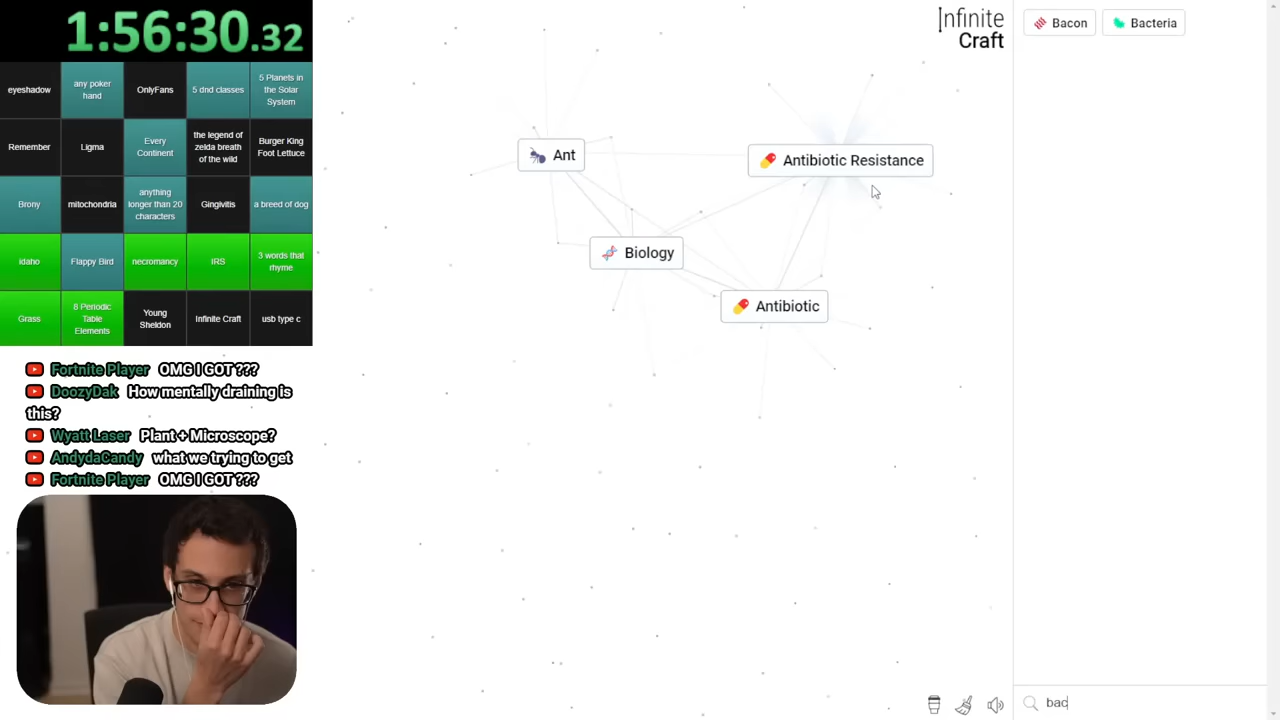 1:56:30.32
eyeshadow
any poker
hand
OnlyFans
5 dnd classes
5 Planets in
the Solar
System
Remember
Ligma
Every
Continent
the legend of
zelda breath
of the wild
Burger King
Foot Lettuce
Brony
mitochondria
anything
longer than 20
characters
Gingivitis
a breed of dog
idaho
Flappy Bird
necromancy
IRS
3 words that
rhyme
Grass
8 Periodic
Table
Elements
Young
Sheldon
Infinite Craft
usb type c
Fortnite Player OMG I GOT ???
DoozyDak How mentally draining is
this?
Wyatt Laser Plant + Microscope?
AndydaCandy what we trying to get
Fortnite Player OMG I GOT ???
Infinite
Craft
Ant
Antibiotic Resistance
Biology
Antibiotic
Bacon
Bacteria
bac